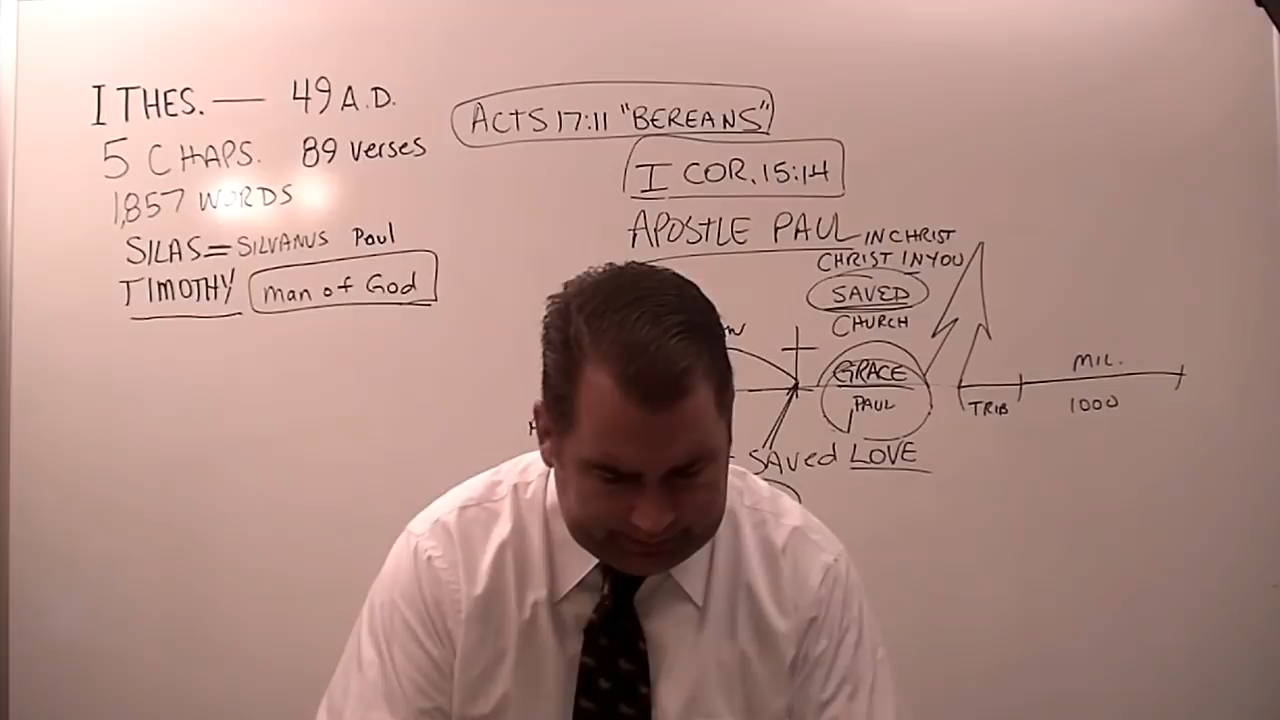 I THES. — 49 A.D.
5 CHAPS. 89 verses
1,857 WORDS
SILAS = SILVANUS Paul
TIMOTHY man of God
ACTS 17:11 "BEREANS"
I COR. 15:14
APOSTLE PAUL
IN CHRIST
CHRIST IN YOU
SAVED
CHURCH
GRACE
PAUL
SAVed LOVE
TRIB
MIL.
1000